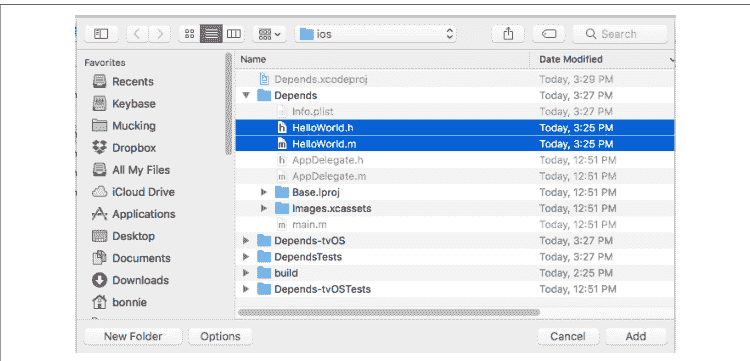 ios
Search
Favorites
Recents
Keybase
Mucking
Dropbox
All My Files
iCloud Drive
Applications
Desktop
Documents
Downloads
bonnie
Name Date Modified
Depends.xcodeproj Today, 3:29 PM
Depends Today, 3:27 PM
Info.plist Today, 3:27 PM
h HelloWorld.h Today, 3:25 PM
m HelloWorld.m Today, 3:25 PM
h AppDelegate.h Today, 12:51 PM
m AppDelegate.m Today, 12:51 PM
Base.lproj Today, 12:51 PM
Images.xcassets Today, 12:51 PM
m main.m Today, 12:51 PM
Depends-tvOS Today, 3:27 PM
DependsTests Today, 3:27 PM
build Today, 2:25 PM
Depends-tvOSTests Today, 12:51 PM
New Folder Options Cancel Add